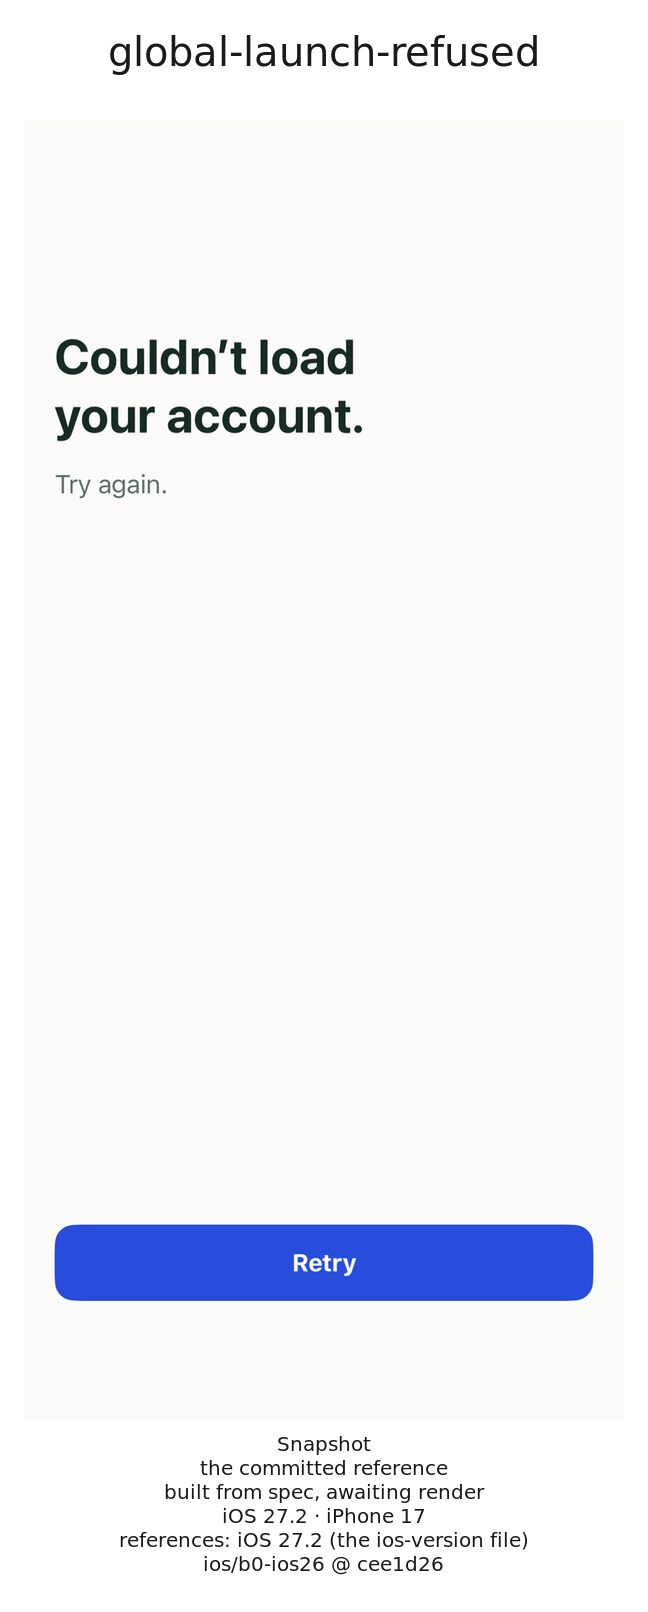 global-launch-refused
Couldn’t load
your account.
Try again.
Retry
Snapshot
the committed reference
built from spec, awaiting render
iOS 27.2 · iPhone 17
references: iOS 27.2 (the ios-version file)
ios/b0-ios26 @ cee1d26